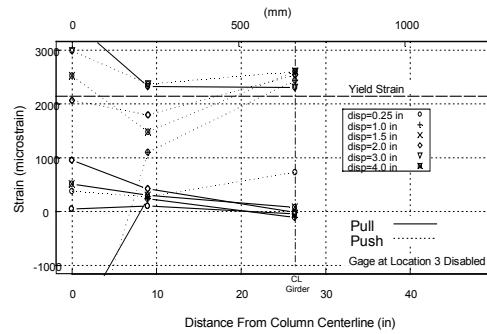 (mm)
0 500 1000
3000
2000
1000
0
-1000
Strain (microstrain)
Yield Strain
disp=0.25 in
disp=1.0 in
disp=1.5 in
disp=2.0 in
disp=3.0 in
disp=4.0 in
Pull
Push
Gage at Location 3 Disabled
CL
Girder
0 10 20 30 40
Distance From Column Centerline (in)